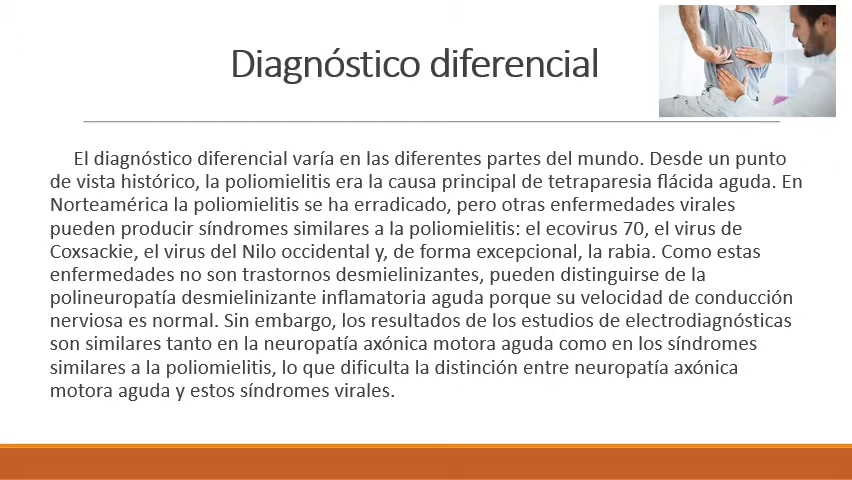 Diagnóstico diferencial
El diagnóstico diferencial varía en las diferentes partes del mundo. Desde un punto
de vista histórico, la poliomielitis era la causa principal de tetraparesia flácida aguda. En
Norteamérica la poliomielitis se ha erradicado, pero otras enfermedades virales
pueden producir síndromes similares a la poliomielitis: el ecovirus 70, el virus de
Coxsackie, el virus del Nilo occidental y, de forma excepcional, la rabia. Como estas
enfermedades no son trastornos desmielinizantes, pueden distinguirse de la
polineuropatía desmielinizante inflamatoria aguda porque su velocidad de conducción
nerviosa es normal. Sin embargo, los resultados de los estudios de electrodiagnósticas
son similares tanto en la neuropatía axónica motora aguda como en los síndromes
similares a la poliomielitis, lo que dificulta la distinción entre neuropatía axónica
motora aguda y estos síndromes virales.